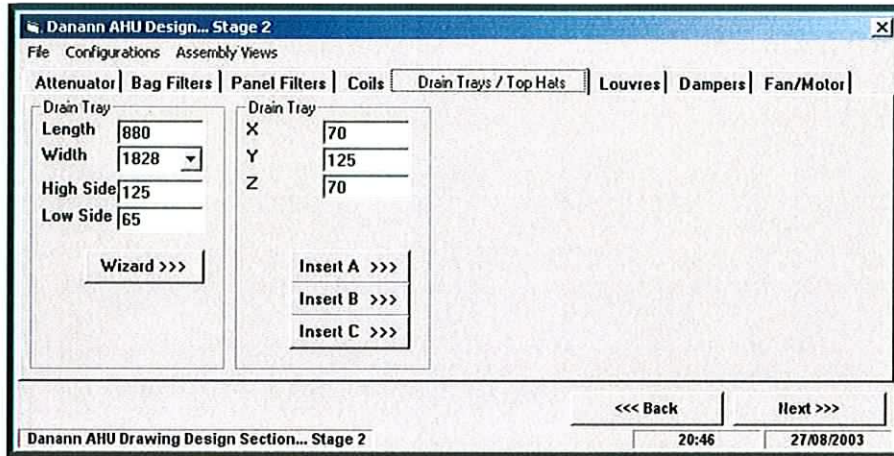 Danann AHU Design... Stage 2
File Configurations Assembly Views
Attenuator Bag Filters Panel Filters Coils Drain Trays / Top Hats Louvres Dampers Fan/Motor
Drain Tray
Length 880
Width 1828
High Side 125
Low Side 65
Wizard >>>
Drain Tray
X 70
Y 125
Z 70
Insert A >>>
Insert B >>>
Insert C >>>
<<< Back Next >>>
Danann AHU Drawing Design Section... Stage 2 20:46 27/08/2003